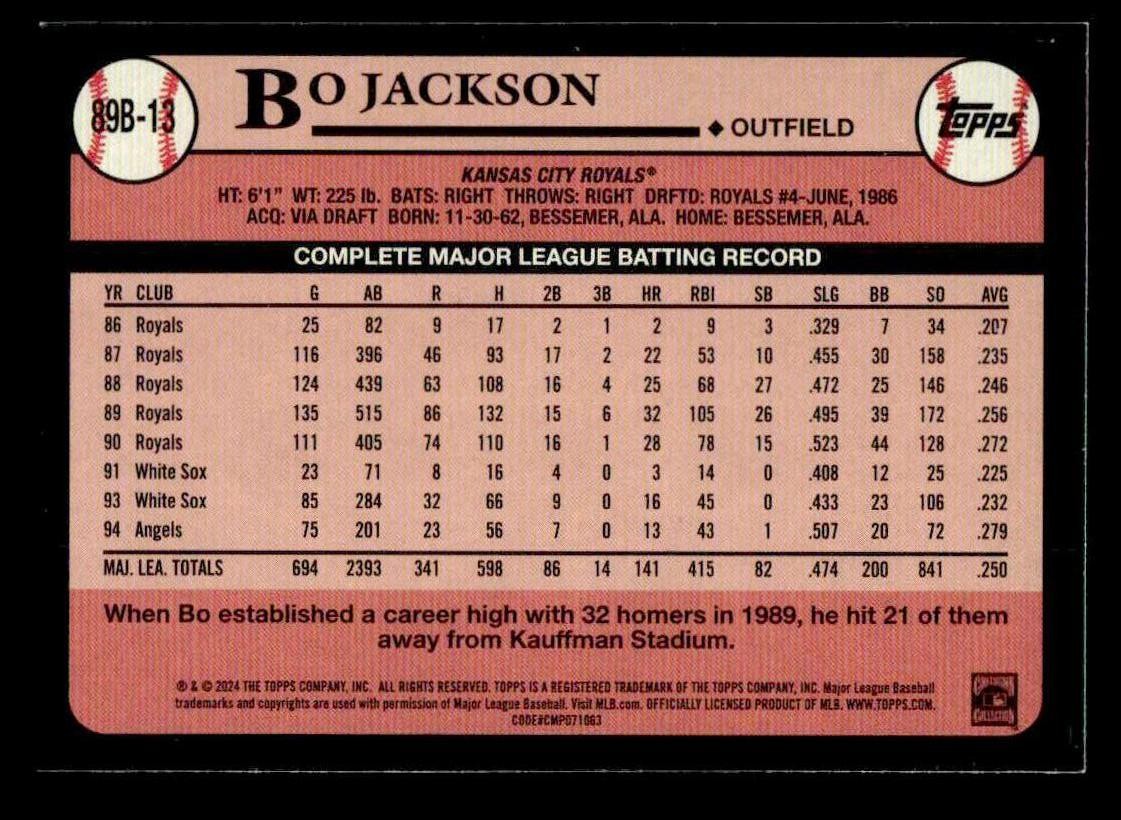 89B-13
BO JACKSON
◆ OUTFIELD
TOPPS
KANSAS CITY ROYALS®
HT: 6'1" WT: 225 lb. BATS: RIGHT THROWS: RIGHT DRFTD: ROYALS #4-JUNE, 1986
ACQ: VIA DRAFT BORN: 11-30-62, BESSEMER, ALA. HOME: BESSEMER, ALA.
COMPLETE MAJOR LEAGUE BATTING RECORD
YR CLUB G AB R H 2B 3B HR RBI SB SLG BB SO AVG
86 Royals 25 82 9 17 2 1 2 9 3 .329 7 34 .207
87 Royals 116 396 46 93 17 2 22 53 10 .455 30 158 .235
88 Royals 124 439 63 108 16 4 25 68 27 .472 25 146 .246
89 Royals 135 515 86 132 15 6 32 105 26 .495 39 172 .256
90 Royals 111 405 74 110 16 1 28 78 15 .523 44 128 .272
91 White Sox 23 71 8 16 4 0 3 14 0 .408 12 25 .225
93 White Sox 85 284 32 66 9 0 16 45 0 .433 23 106 .232
94 Angels 75 201 23 56 7 0 13 43 1 .507 20 72 .279
MAJ. LEA. TOTALS 694 2393 341 598 86 14 141 415 82 .474 200 841 .250
When Bo established a career high with 32 homers in 1989, he hit 21 of them
away from Kauffman Stadium.
® & © 2024 THE TOPPS COMPANY, INC. ALL RIGHTS RESERVED. TOPPS IS A REGISTERED TRADEMARK OF THE TOPPS COMPANY, INC. Major League Baseball
trademarks and copyrights are used with permission of Major League Baseball. Visit MLB.com. OFFICIALLY LICENSED PRODUCT OF MLB. WWW.TOPPS.COM.
CODE#CMP071063